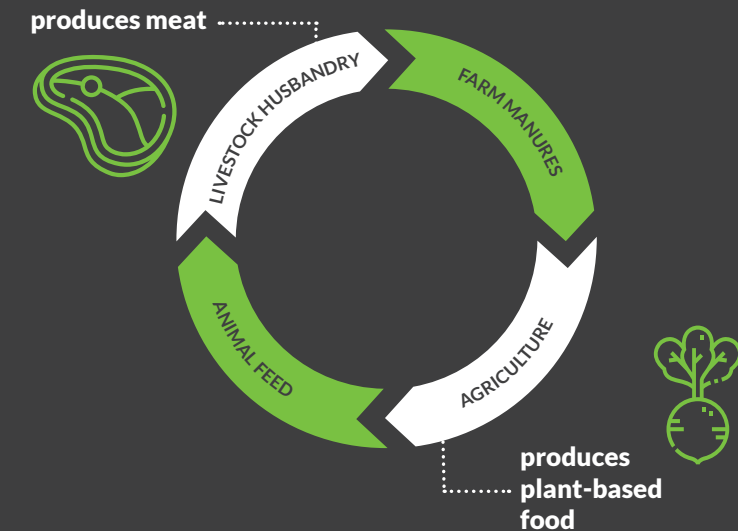 produces meat
LIVESTOCK HUSBANDRY
FARM MANURES
ANIMAL FEED
AGRICULTURE
produces
plant-based
food